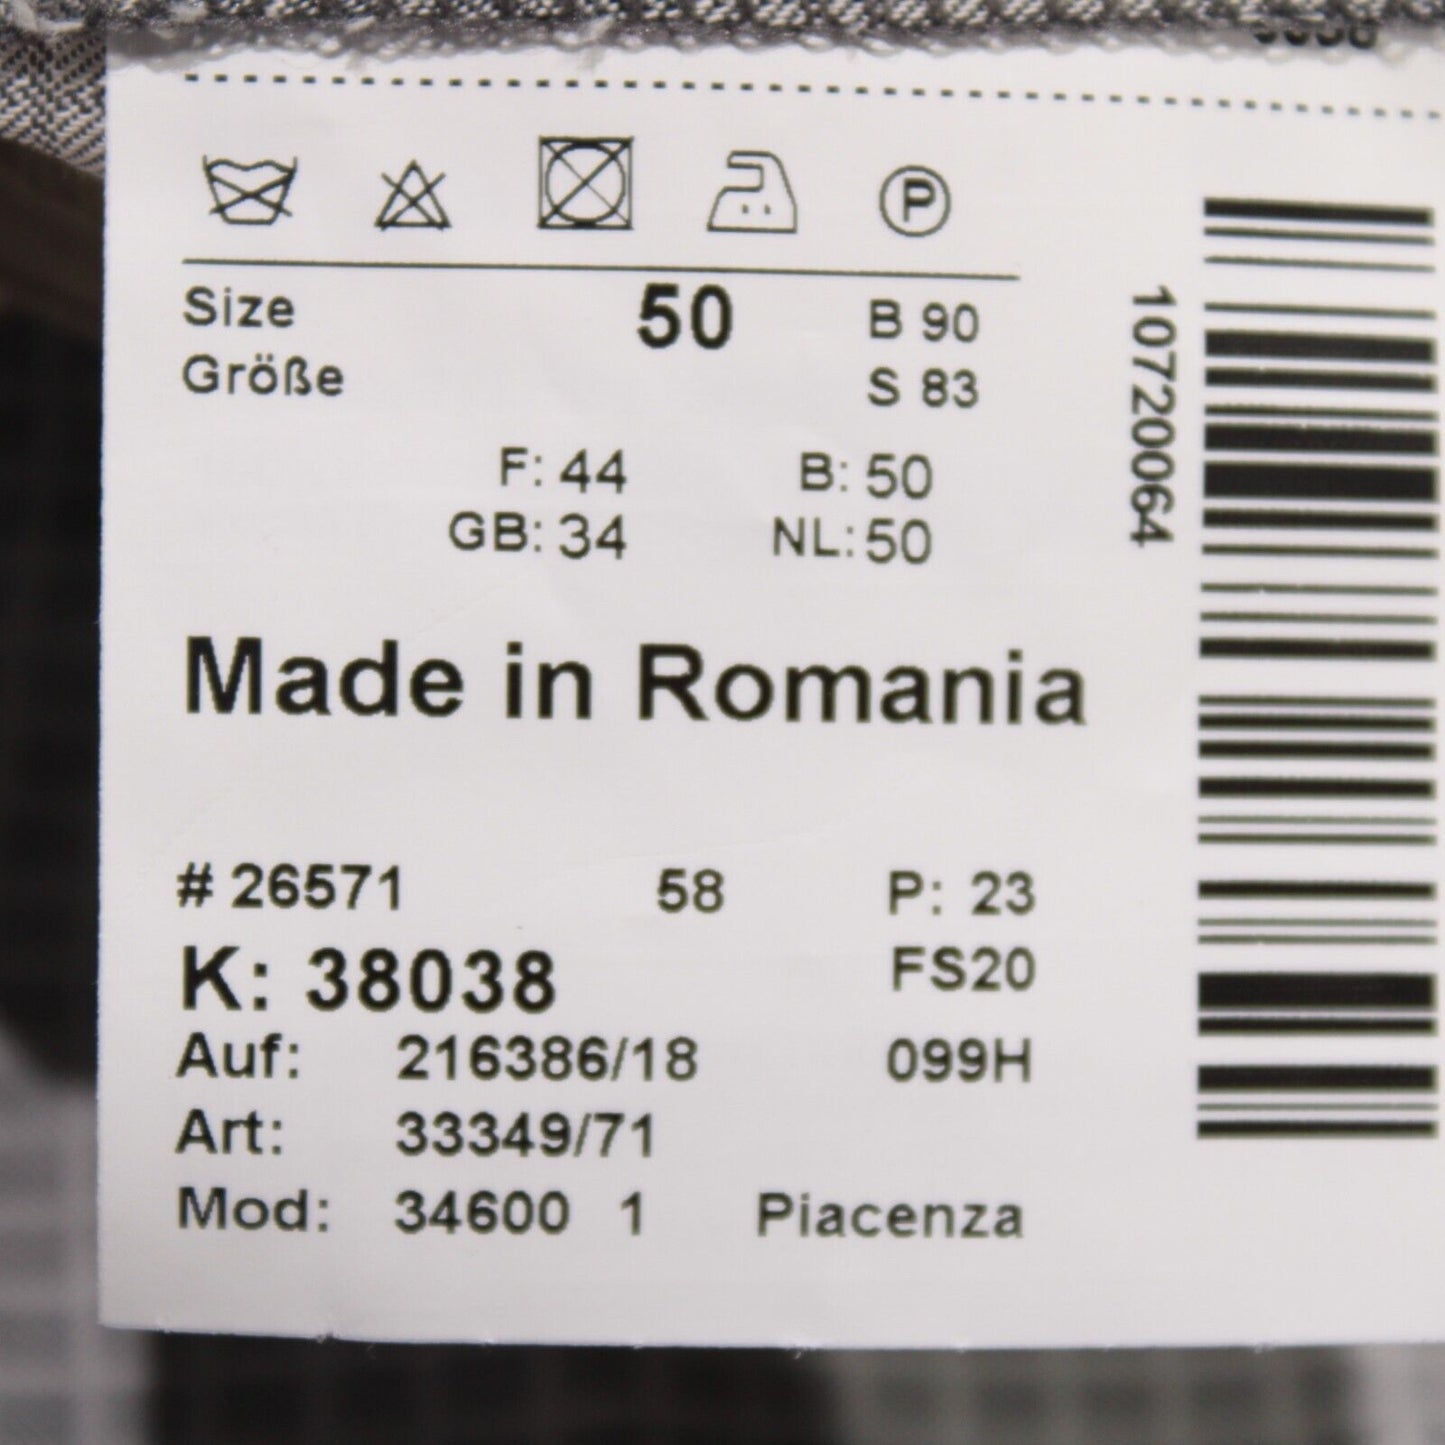 P
Size 50 B 90
Größe S 83
F: 44 B: 50
GB: 34 NL: 50
Made in Romania
# 26571 58 P: 23
K: 38038 FS20
Auf: 216386/18 099H
Art: 33349/71
Mod: 34600 1 Piacenza
10720064